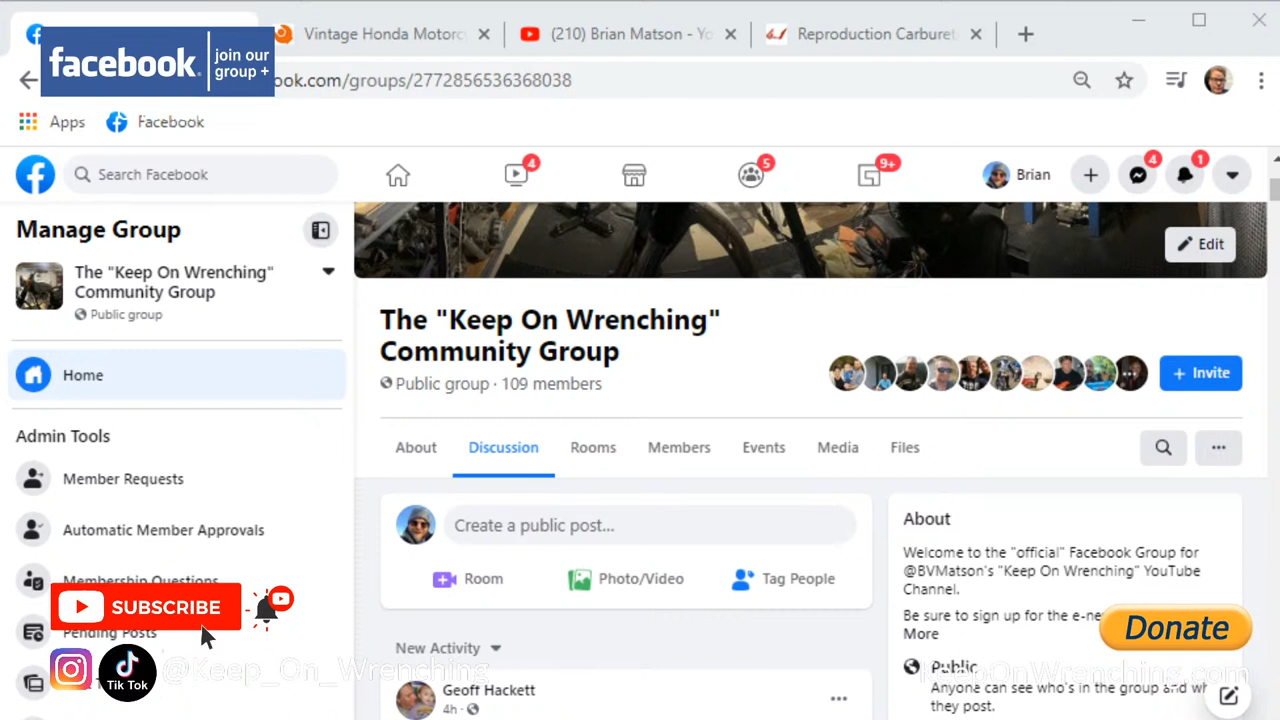 Vintage Honda Motorc
(210) Brian Matson - Yo
Reproduction Carburet
facebook
join our
group +
ook.com/groups/2772856536368038
Apps
Facebook
Search Facebook
4
5
9+
Brian
4
1
Manage Group
The "Keep On Wrenching"
Community Group
Public group
Home
Admin Tools
Member Requests
Automatic Member Approvals
Membership Questions
Pending Posts
SUBSCRIBE
Tik Tok
@Keep_On_Wrenching
Edit
The "Keep On Wrenching"
Community Group
Public group · 109 members
+ Invite
About
Discussion
Rooms
Members
Events
Media
Files
Create a public post...
Room
Photo/Video
Tag People
New Activity
Geoff Hackett
4h
About
Welcome to the "official" Facebook Group for
@BVMatson's "Keep On Wrenching" YouTube
Channel.
Be sure to sign up for the e-ne
More
Donate
Public
KeepOnWrenching.com
Anyone can see who's in the group and wh
they post.